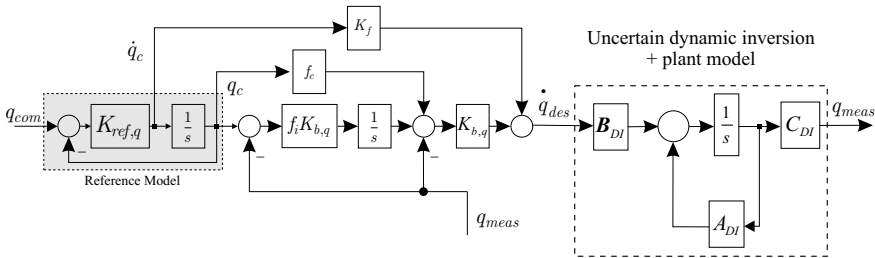 K_f
q̇_c
Uncertain dynamic inversion
+ plant model
q_c
f_c
q_com
K_ref,q
1/s
f_i K_b,q
1/s
K_b,q
q̇_des
B_DI
1/s
C_DI
q_meas
−
−
−
Reference Model
q_meas
A_DI